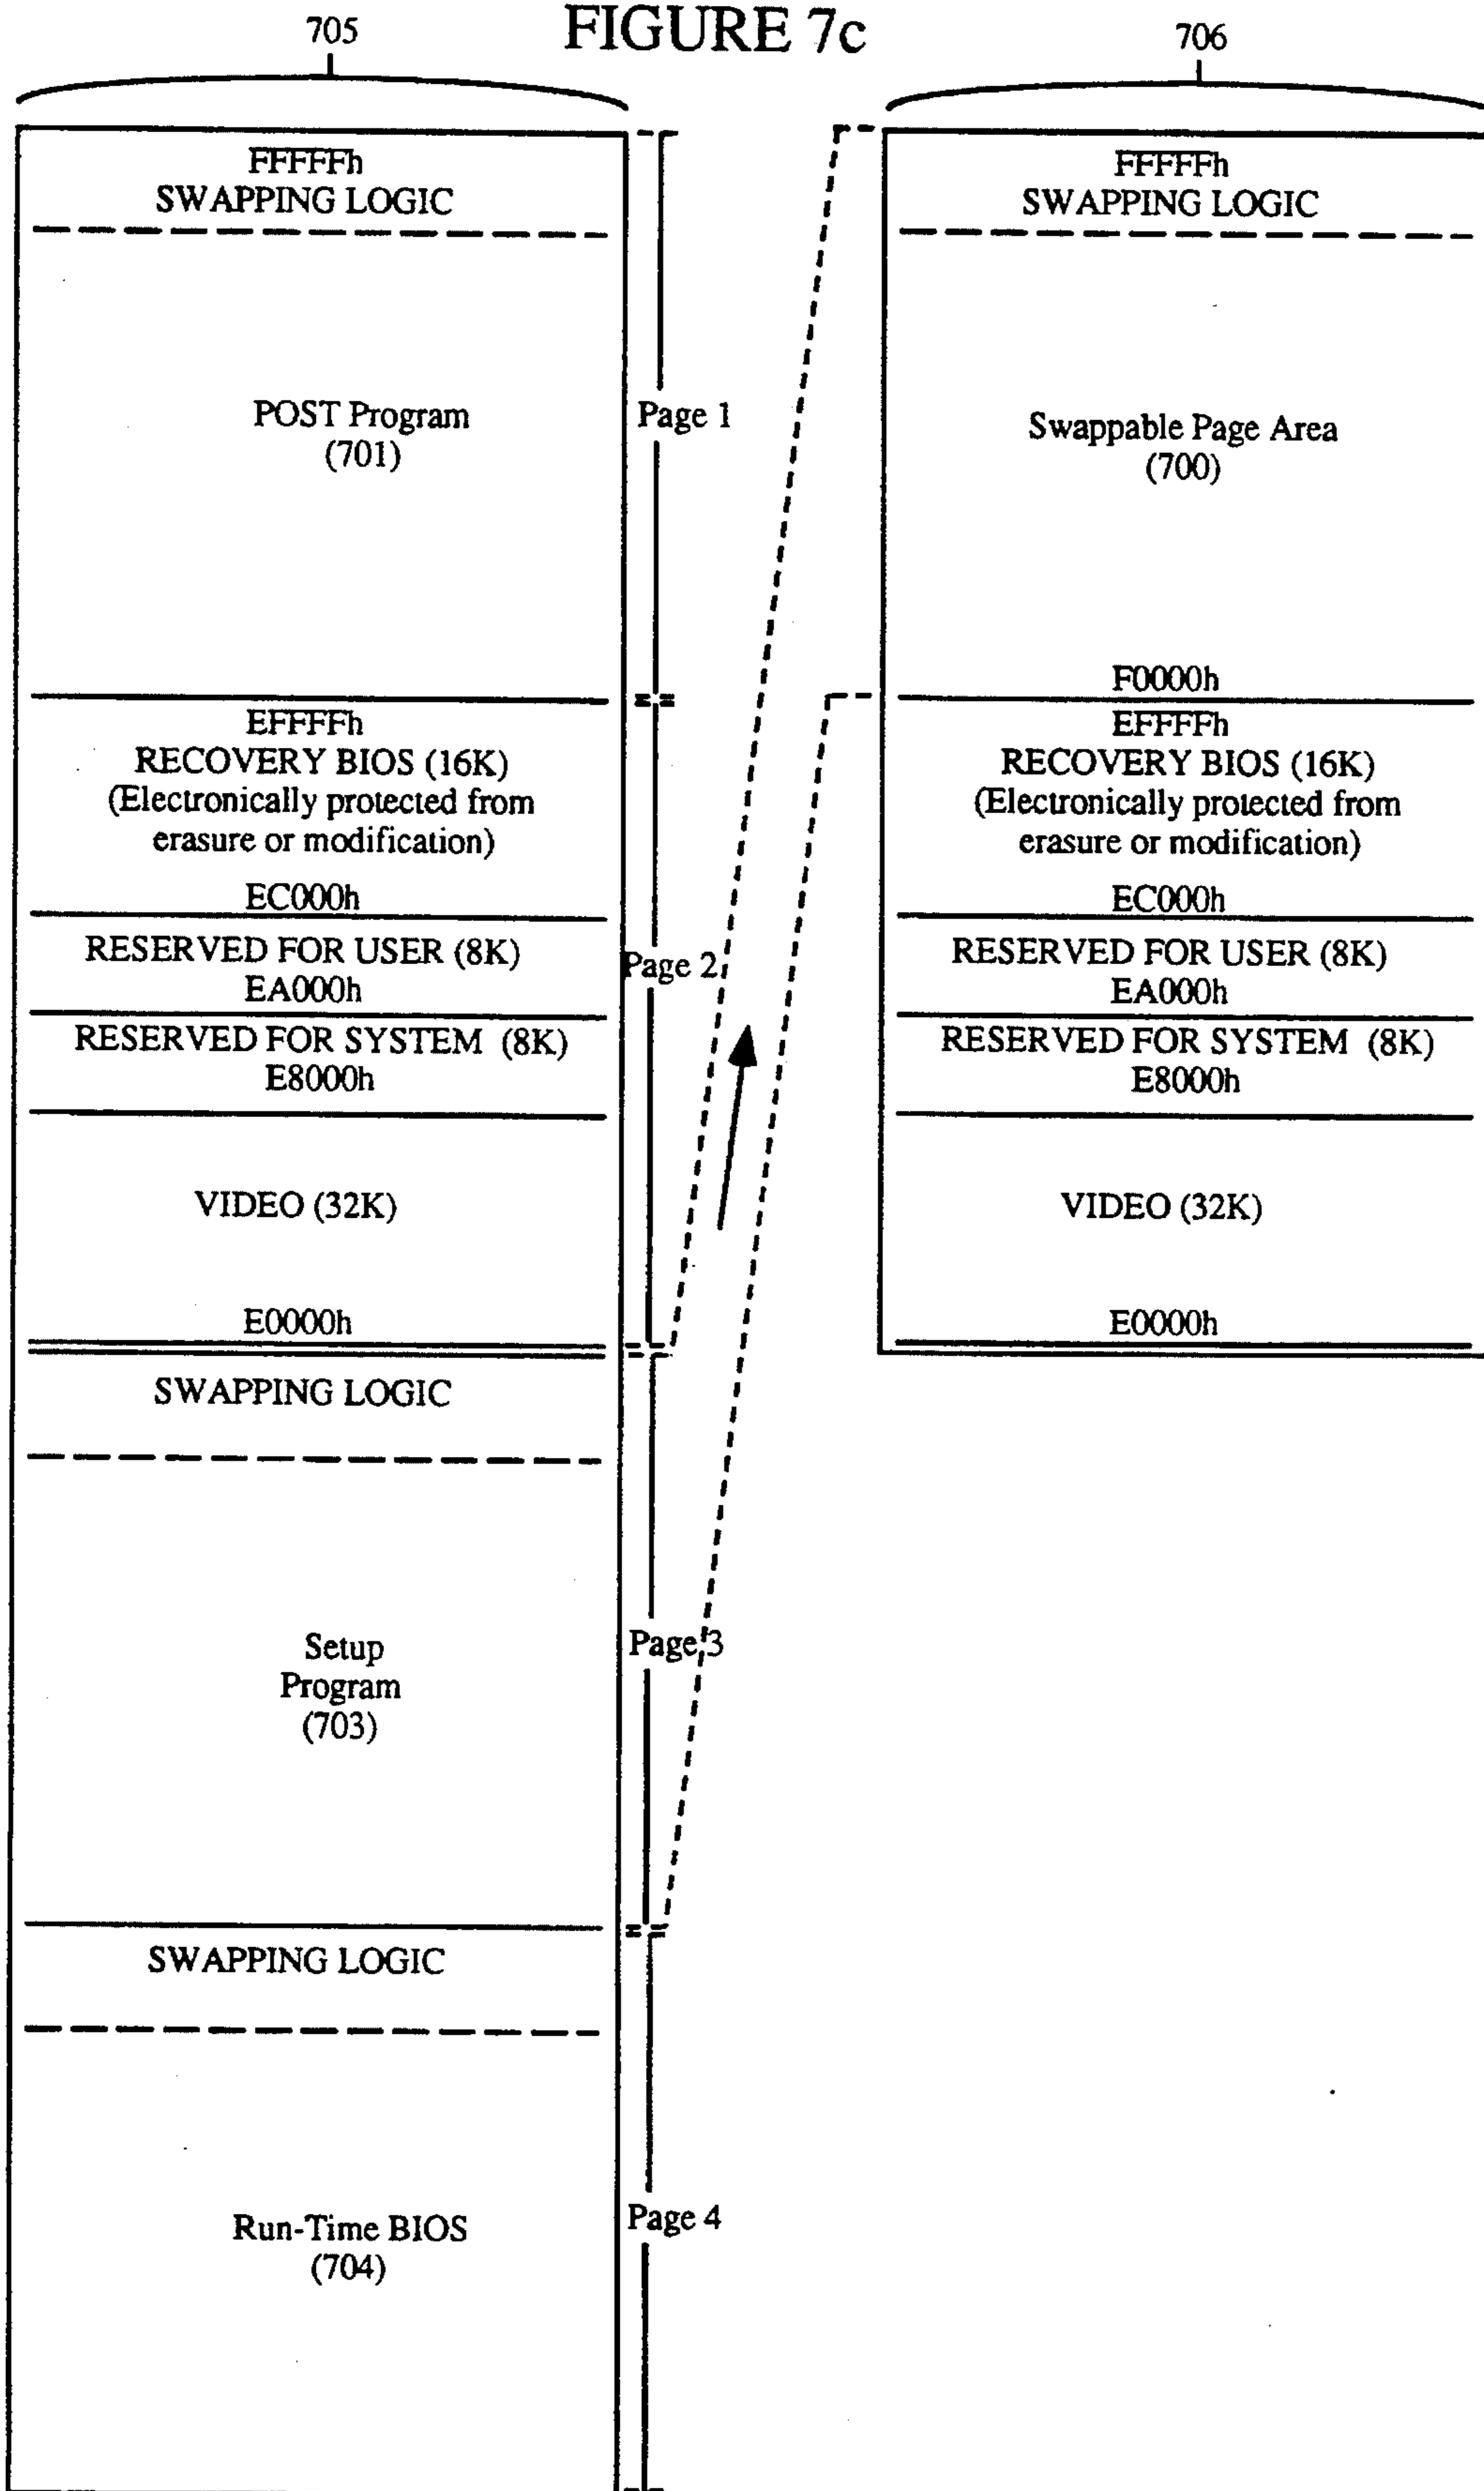 FIGURE 7c
705
FFFFFh
SWAPPING LOGIC
POST Program
(701)
EFFFFh
RECOVERY BIOS (16K)
(Electronically protected from
erasure or modification)
EC000h
RESERVED FOR USER (8K)
EA000h
RESERVED FOR SYSTEM (8K)
E8000h
VIDEO (32K)
E0000h
SWAPPING LOGIC
Setup
Program
(703)
SWAPPING LOGIC
Run-Time BIOS
(704)
Page 1
Page 2
Page 3
Page 4
706
FFFFFh
SWAPPING LOGIC
Swappable Page Area
(700)
F0000h
EFFFFh
RECOVERY BIOS (16K)
(Electronically protected from
erasure or modification)
EC000h
RESERVED FOR USER (8K)
EA000h
RESERVED FOR SYSTEM (8K)
E8000h
VIDEO (32K)
E0000h